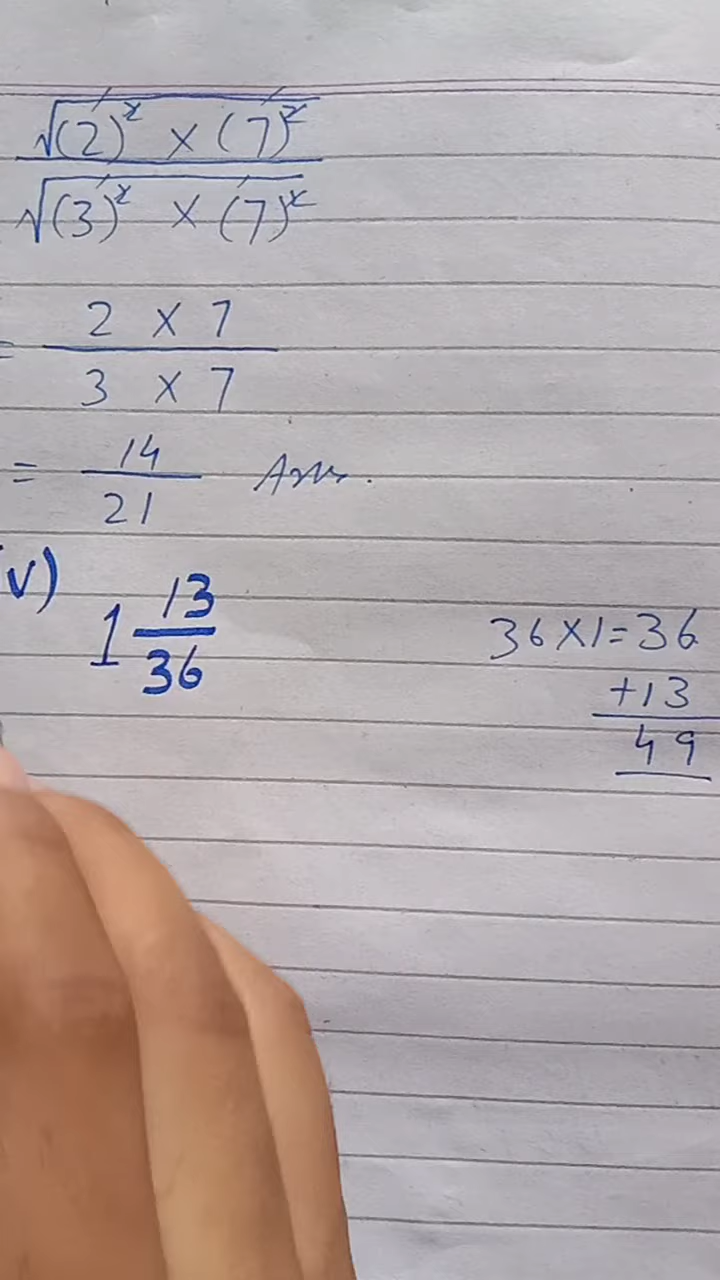 √(2)² × (7)²
√(3)² × (7)²
= 2 × 7
3 × 7
= 14 Ans.
21
v) 1 13
36
36 × 1 = 36
+13
49